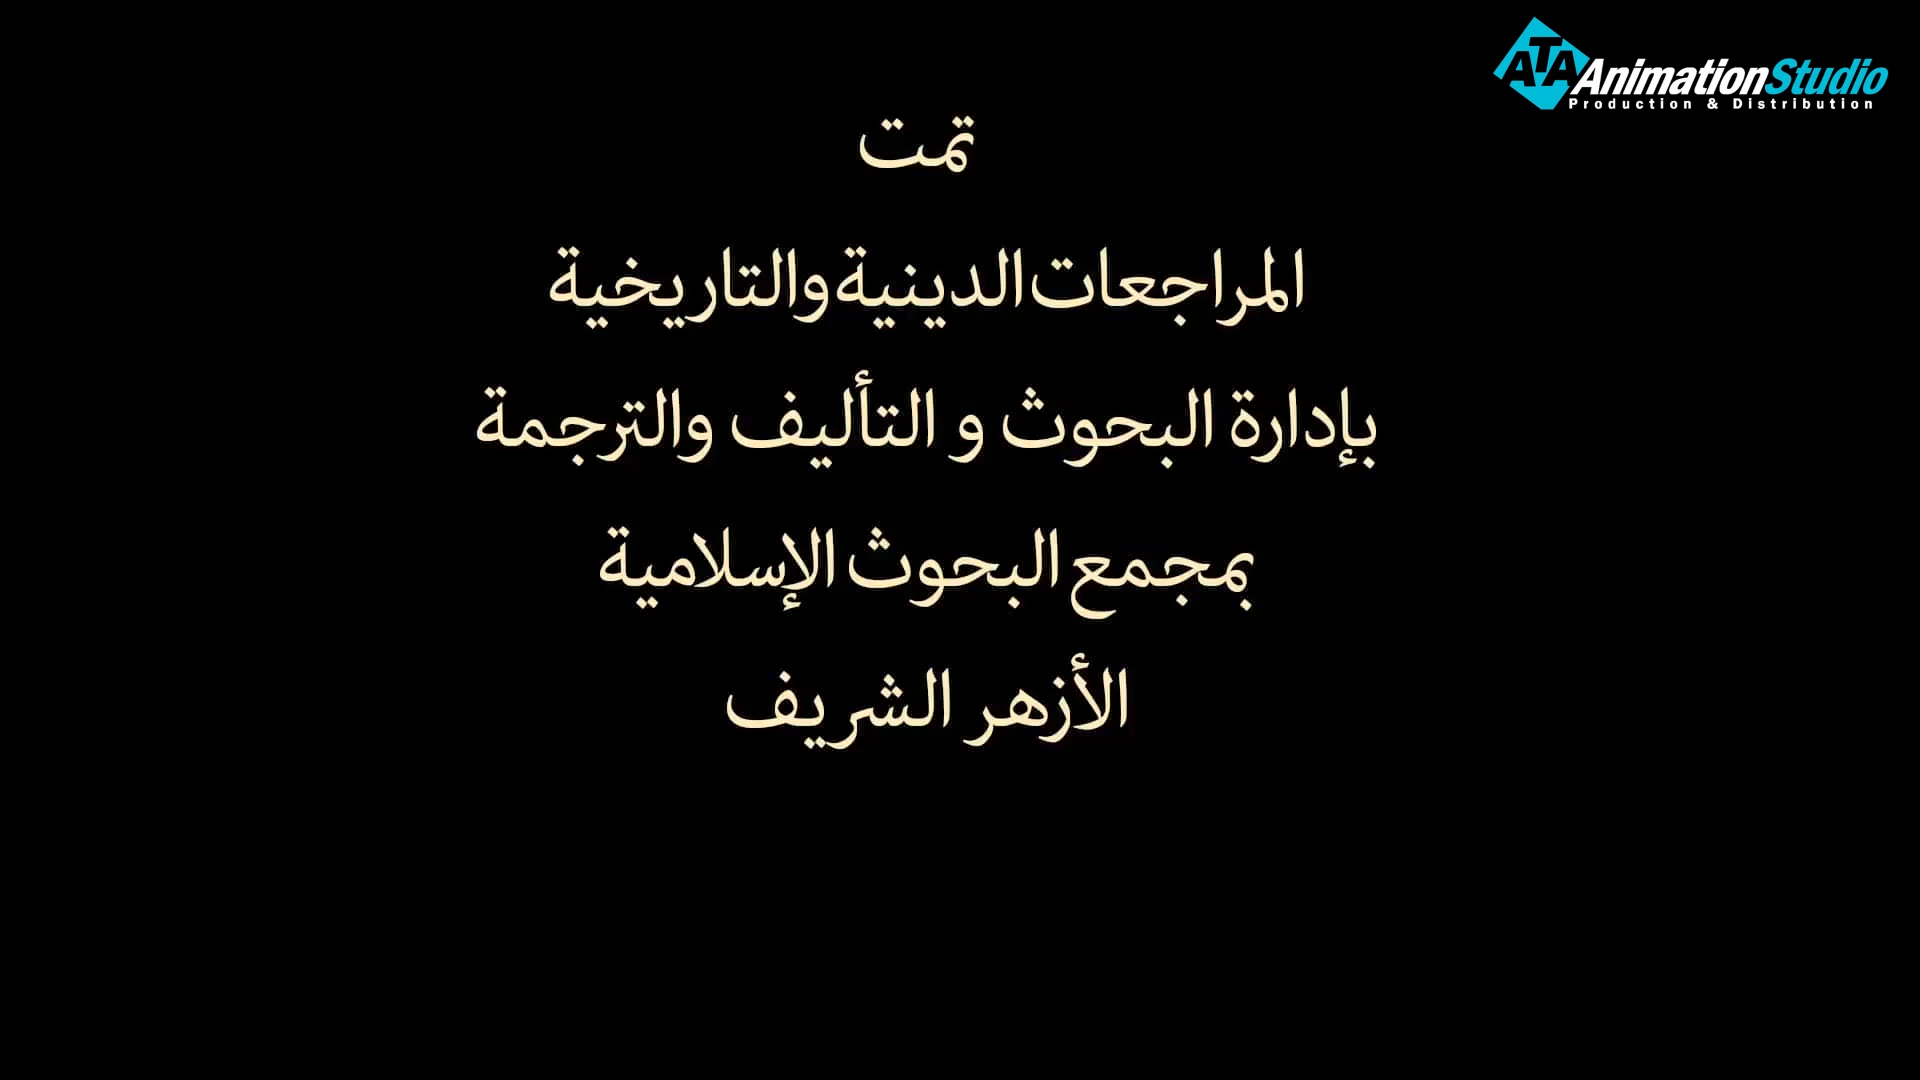 ATA
AnimationStudio
Production & Distribution
تمت
المراجعات الدينية والتاريخية
بإدارة البحوث و التأليف والترجمة
بمجمع البحوث الإسلامية
الأزهر الشريف